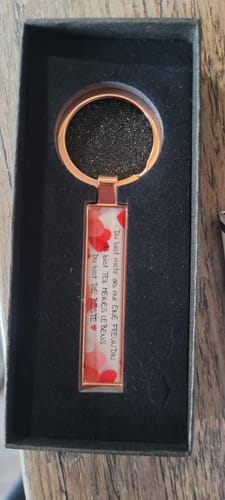 Du bist mehr als nur EINE FREUNDIN
Du bist TEIL MEINES LEBENS
Du bist DIE BESTE ♥